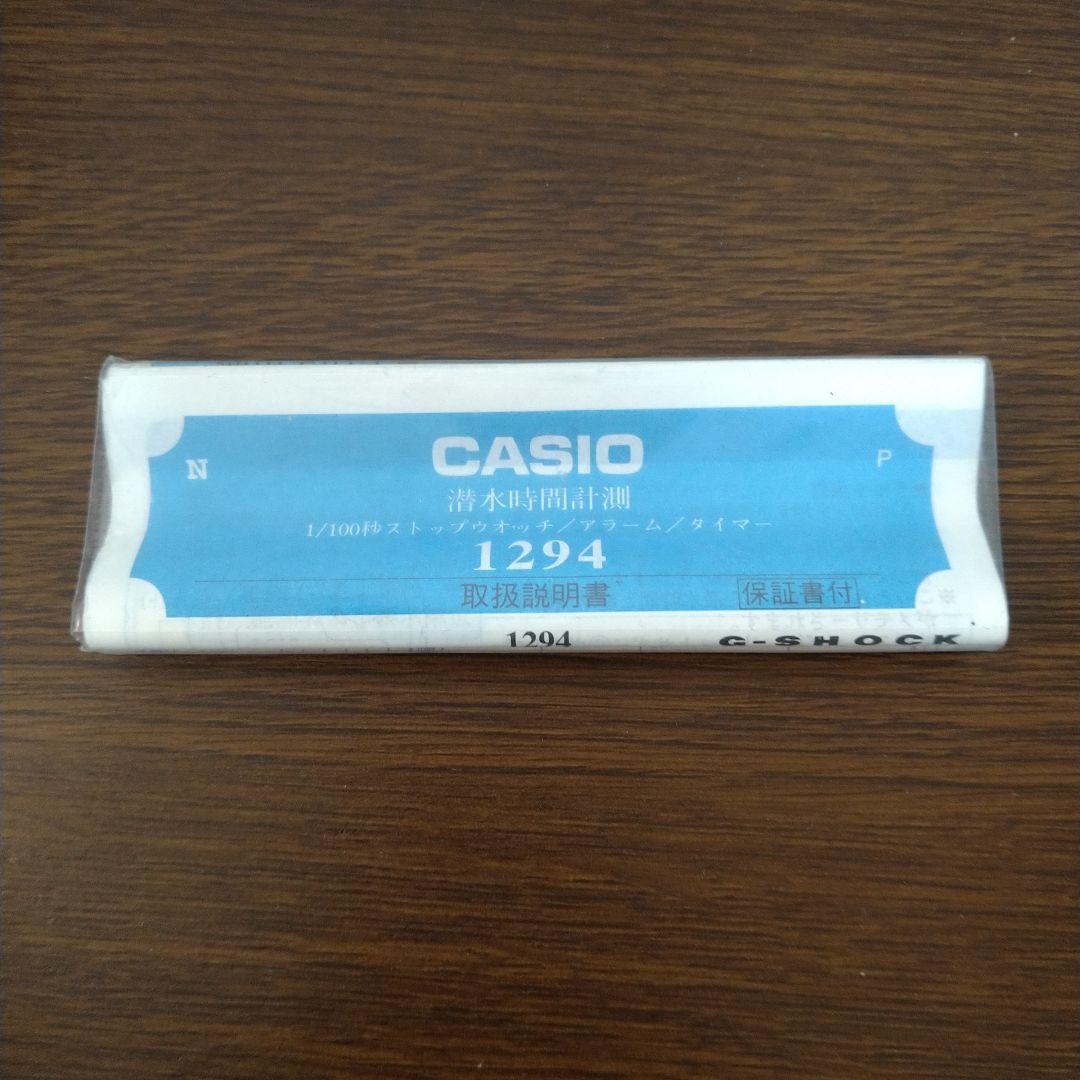 CASIO
N
P
潜水時間計測
1/100秒ストップウオッチ／アラーム／タイマー
1294
取扱説明書 保証書付
1294 G-SHOCK